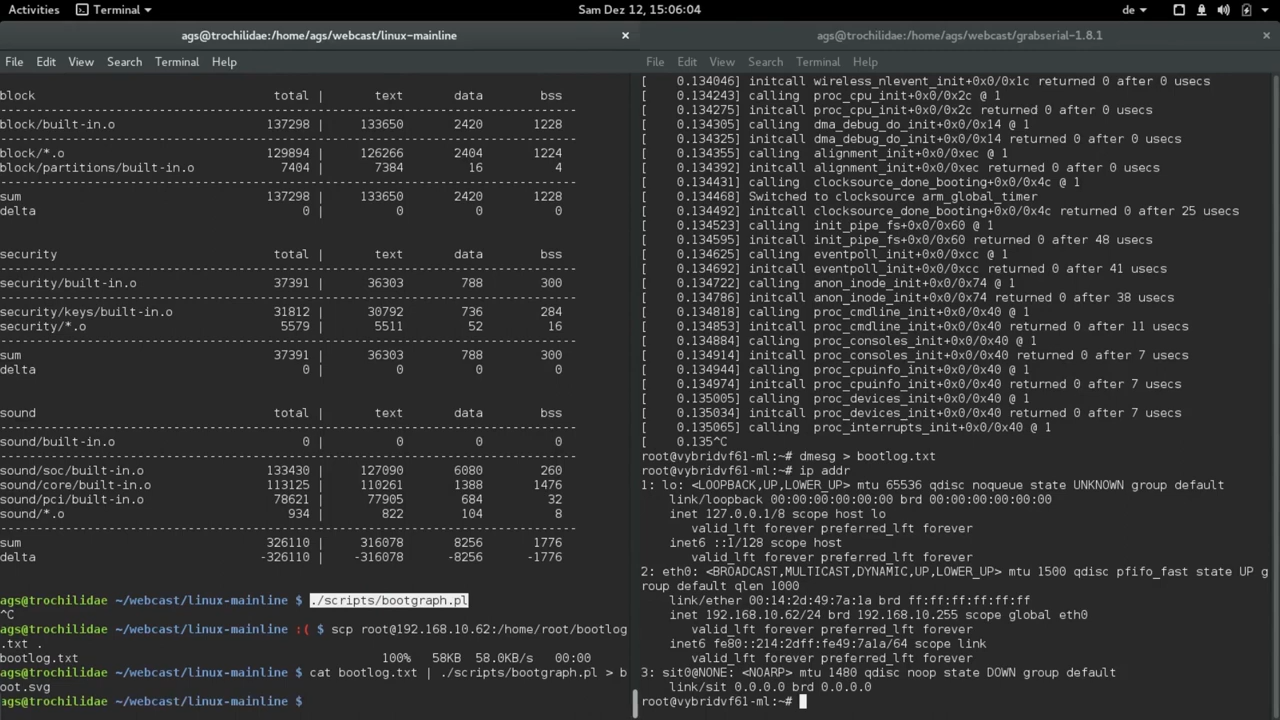 Activities Terminal Sam Dez 12, 15:06:04 de
ags@trochilidae:/home/ags/webcast/linux-mainline
File Edit View Search Terminal Help
block total | text data bss
--------------------------------------------------------------------------------
block/built-in.o 137298 | 133650 2420 1228
--------------------------------------------------------------------------------
block/*.o 129894 | 126266 2404 1224
block/partitions/built-in.o 7404 | 7384 16 4
--------------------------------------------------------------------------------
sum 137298 | 133650 2420 1228
delta 0 | 0 0 0
security total | text data bss
--------------------------------------------------------------------------------
security/built-in.o 37391 | 36303 788 300
--------------------------------------------------------------------------------
security/keys/built-in.o 31812 | 30792 736 284
security/*.o 5579 | 5511 52 16
--------------------------------------------------------------------------------
sum 37391 | 36303 788 300
delta 0 | 0 0 0
sound total | text data bss
--------------------------------------------------------------------------------
sound/built-in.o 0 | 0 0 0
--------------------------------------------------------------------------------
sound/soc/built-in.o 133430 | 127090 6080 260
sound/core/built-in.o 113125 | 110261 1388 1476
sound/pci/built-in.o 78621 | 77905 684 32
sound/*.o 934 | 822 104 8
--------------------------------------------------------------------------------
sum 326110 | 316078 8256 1776
delta -326110 | -316078 -8256 -1776
ags@trochilidae ~/webcast/linux-mainline $ ./scripts/bootgraph.pl
^C
ags@trochilidae ~/webcast/linux-mainline :( $ scp root@192.168.10.62:/home/root/bootlog
.txt .
bootlog.txt 100% 58KB 58.0KB/s 00:00
ags@trochilidae ~/webcast/linux-mainline $ cat bootlog.txt | ./scripts/bootgraph.pl > b
oot.svg
ags@trochilidae ~/webcast/linux-mainline $
ags@trochilidae:/home/ags/webcast/grabserial-1.8.1
File Edit View Search Terminal Help
[ 0.134046] initcall wireless_nlevent_init+0x0/0x1c returned 0 after 0 usecs
[ 0.134243] calling proc_cpu_init+0x0/0x2c @ 1
[ 0.134275] initcall proc_cpu_init+0x0/0x2c returned 0 after 0 usecs
[ 0.134305] calling dma_debug_do_init+0x0/0x14 @ 1
[ 0.134325] initcall dma_debug_do_init+0x0/0x14 returned 0 after 0 usecs
[ 0.134355] calling alignment_init+0x0/0xec @ 1
[ 0.134392] initcall alignment_init+0x0/0xec returned 0 after 0 usecs
[ 0.134431] calling clocksource_done_booting+0x0/0x4c @ 1
[ 0.134468] Switched to clocksource arm_global_timer
[ 0.134492] initcall clocksource_done_booting+0x0/0x4c returned 0 after 25 usecs
[ 0.134523] calling init_pipe_fs+0x0/0x60 @ 1
[ 0.134595] initcall init_pipe_fs+0x0/0x60 returned 0 after 48 usecs
[ 0.134625] calling eventpoll_init+0x0/0xcc @ 1
[ 0.134692] initcall eventpoll_init+0x0/0xcc returned 0 after 41 usecs
[ 0.134722] calling anon_inode_init+0x0/0x74 @ 1
[ 0.134786] initcall anon_inode_init+0x0/0x74 returned 0 after 38 usecs
[ 0.134818] calling proc_cmdline_init+0x0/0x40 @ 1
[ 0.134853] initcall proc_cmdline_init+0x0/0x40 returned 0 after 11 usecs
[ 0.134884] calling proc_consoles_init+0x0/0x40 @ 1
[ 0.134914] initcall proc_consoles_init+0x0/0x40 returned 0 after 7 usecs
[ 0.134944] calling proc_cpuinfo_init+0x0/0x40 @ 1
[ 0.134974] initcall proc_cpuinfo_init+0x0/0x40 returned 0 after 7 usecs
[ 0.135005] calling proc_devices_init+0x0/0x40 @ 1
[ 0.135034] initcall proc_devices_init+0x0/0x40 returned 0 after 7 usecs
[ 0.135065] calling proc_interrupts_init+0x0/0x40 @ 1
[ 0.135^C
root@vybridvf61-ml:~# dmesg > bootlog.txt
root@vybridvf61-ml:~# ip addr
1: lo: <LOOPBACK,UP,LOWER_UP> mtu 65536 qdisc noqueue state UNKNOWN group default
link/loopback 00:00:00:00:00:00 brd 00:00:00:00:00:00
inet 127.0.0.1/8 scope host lo
valid_lft forever preferred_lft forever
inet6 ::1/128 scope host
valid_lft forever preferred_lft forever
2: eth0: <BROADCAST,MULTICAST,DYNAMIC,UP,LOWER_UP> mtu 1500 qdisc pfifo_fast state UP g
roup default qlen 1000
link/ether 00:14:2d:49:7a:1a brd ff:ff:ff:ff:ff:ff
inet 192.168.10.62/24 brd 192.168.10.255 scope global eth0
valid_lft forever preferred_lft forever
inet6 fe80::214:2dff:fe49:7a1a/64 scope link
valid_lft forever preferred_lft forever
3: sit0@NONE: <NOARP> mtu 1480 qdisc noop state DOWN group default
link/sit 0.0.0.0 brd 0.0.0.0
root@vybridvf61-ml:~#